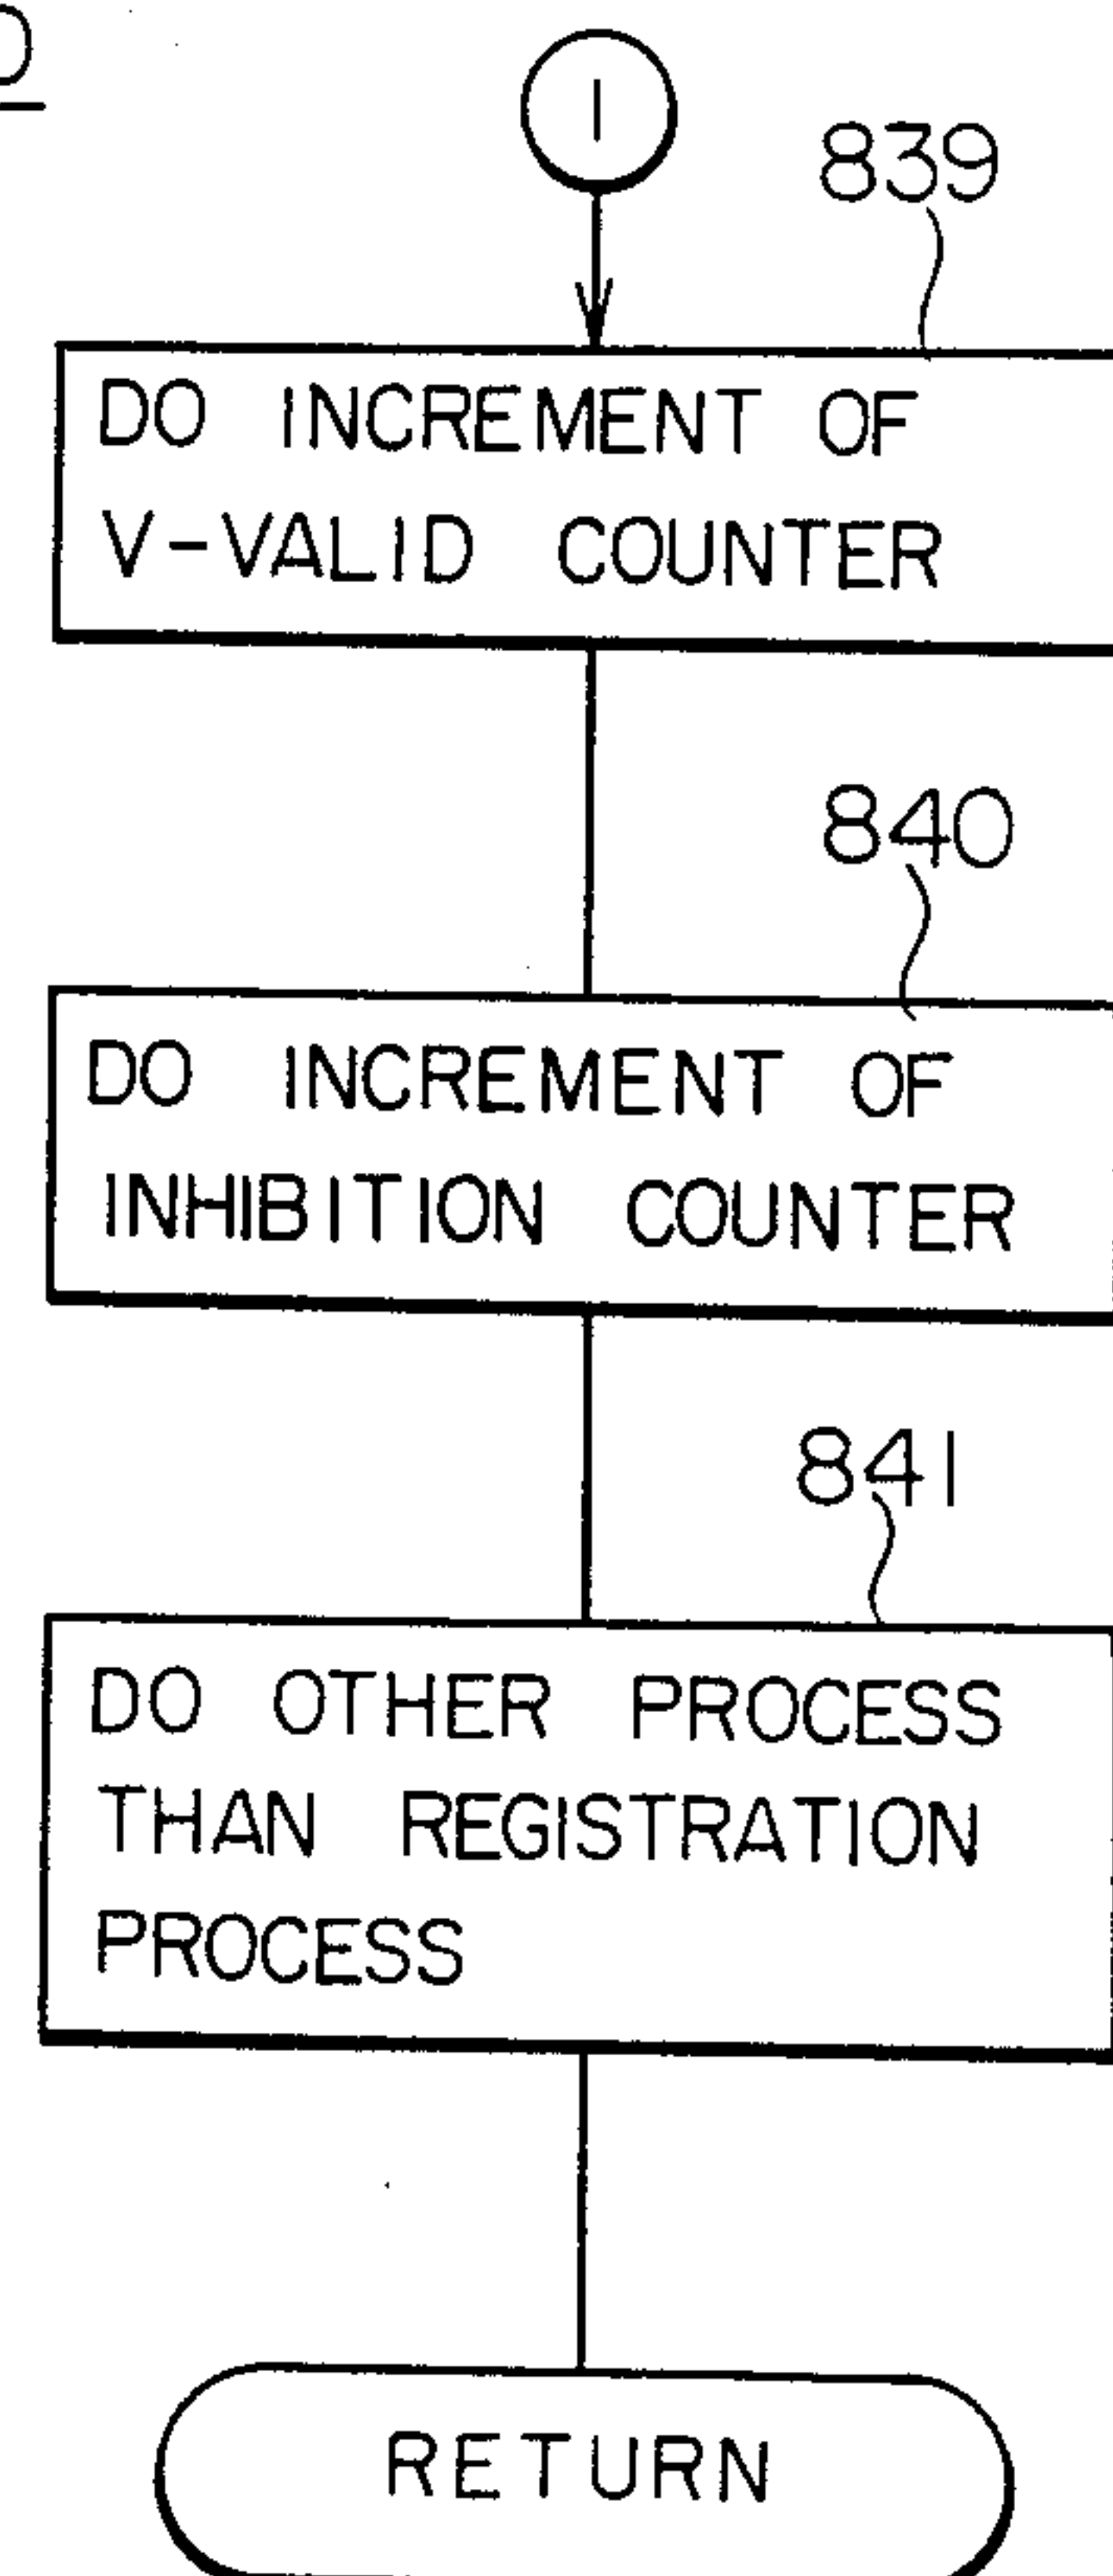 I
839
DO INCREMENT OF
V-VALID COUNTER
840
DO INCREMENT OF
INHIBITION COUNTER
841
DO OTHER PROCESS
THAN REGISTRATION
PROCESS
RETURN